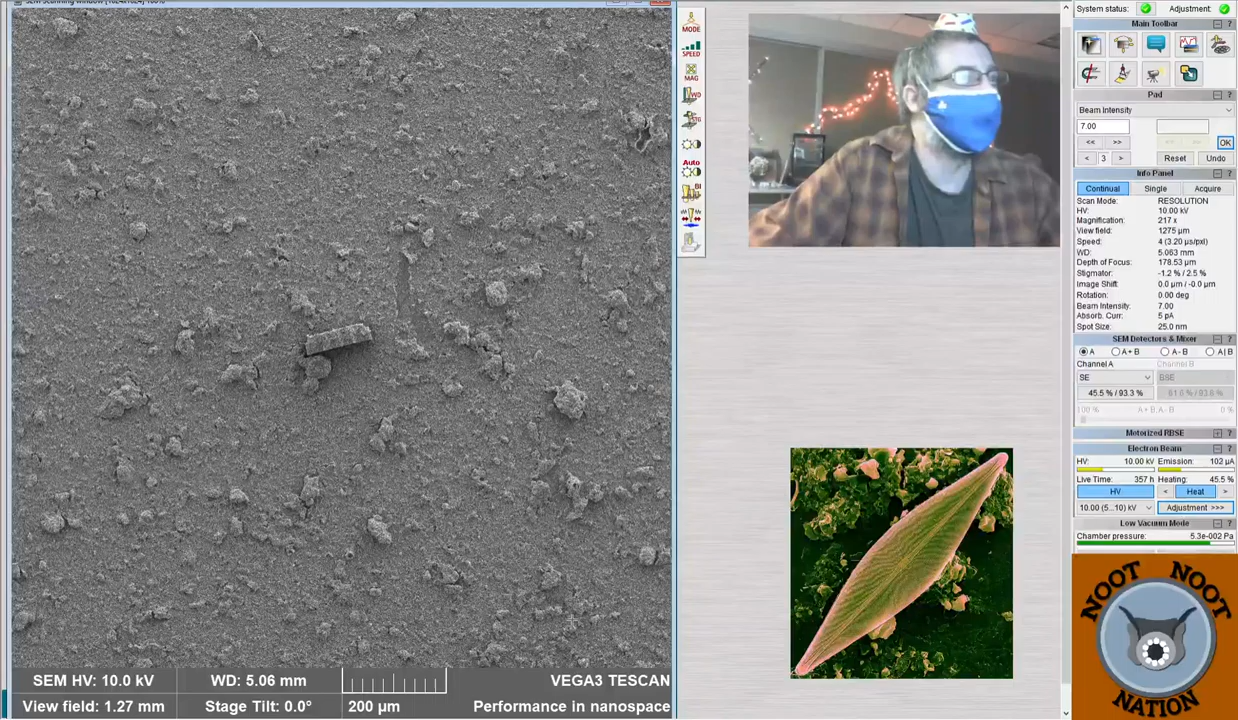 System status:
Adjustment:
Main Toolbar
Pad
Beam Intensity
7.00
OK
<< >>
< 3 >
Reset
Undo
Info Panel
Continual
Single
Acquire
Scan Mode: RESOLUTION
HV: 10.00 kV
Magnification: 217 x
View field: 1275 µm
Speed: 4 (3.20 µs/pxl)
WD: 5.063 mm
Depth of Focus: 178.53 µm
Stigmator: -1.2 % / 2.5 %
Image Shift: 0.0 µm / -0.0 µm
Rotation: 0.00 deg
Beam Intensity: 7.00
Absorb. Curr: 5 pA
Spot Size: 25.0 nm
SEM Detectors & Mixer
A
A + B
A - B
A | B
Channel A
Channel B
SE
BSE
45.5 % / 93.3 %
100 %
A + B, A - B
0 %
Motorized RBSE
Electron Beam
HV: 10.00 kV
Emission: 102 µA
Live Time: 357 h
Heating: 45.5 %
HV
< Heat >
10.00 (5...10) kV
Adjustment >>>
Low Vacuum Mode
Chamber pressure: 5.3e-002 Pa
MODE
SPEED
MAG
WD
STG
Auto
BI
SEM HV: 10.0 kV
WD: 5.06 mm
VEGA3 TESCAN
View field: 1.27 mm
Stage Tilt: 0.0°
200 µm
Performance in nanospace
NOOT NOOT
NATION